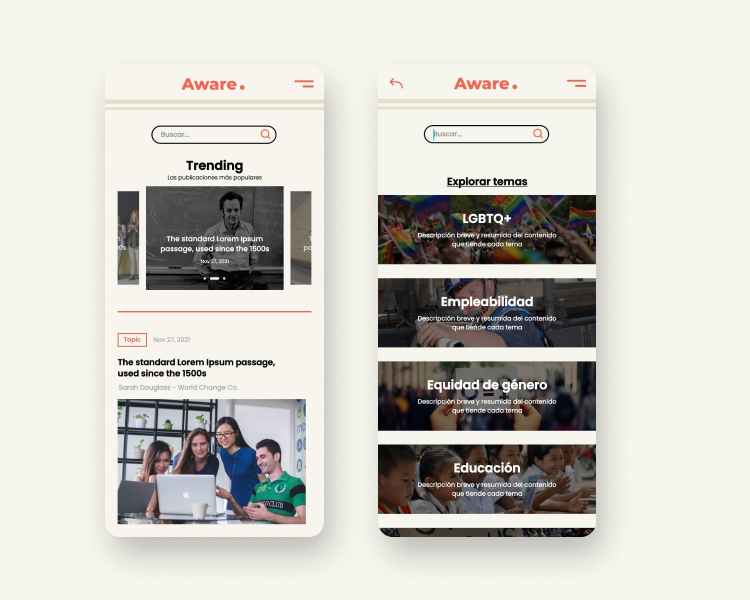 Aware.
Buscar...
Trending
Las publicaciones más populares
The standard Lorem Ipsum
passage, used since the 1500s
Nov 27, 2021
Topic
Nov 27, 2021
The standard Lorem Ipsum passage,
used since the 1500s
Sarah Douglass - World Change Co.
CLUB
Aware.
Buscar...
Explorar temas
LGBTQ+
Descripción breve y resumida del contenido
que tiende cada tema
Empleabilidad
Descripción breve y resumida del contenido
que tiende cada tema
Equidad de género
Descripción breve y resumida del contenido
que tiende cada tema
Educación
Descripción breve y resumida del contenido
que tiende cada tema